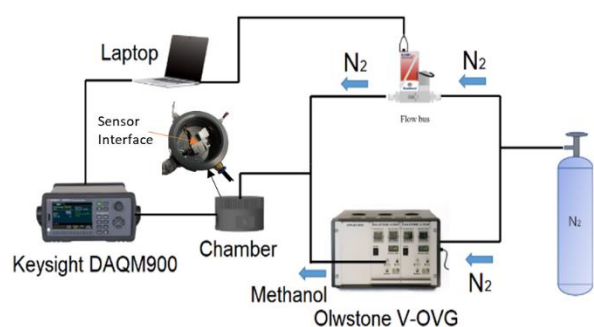 Laptop
N2
N2
Flow bus
Sensor
Interface
N2
Keysight DAQM900
Chamber
Methanol
N2
Olwstone V-OVG